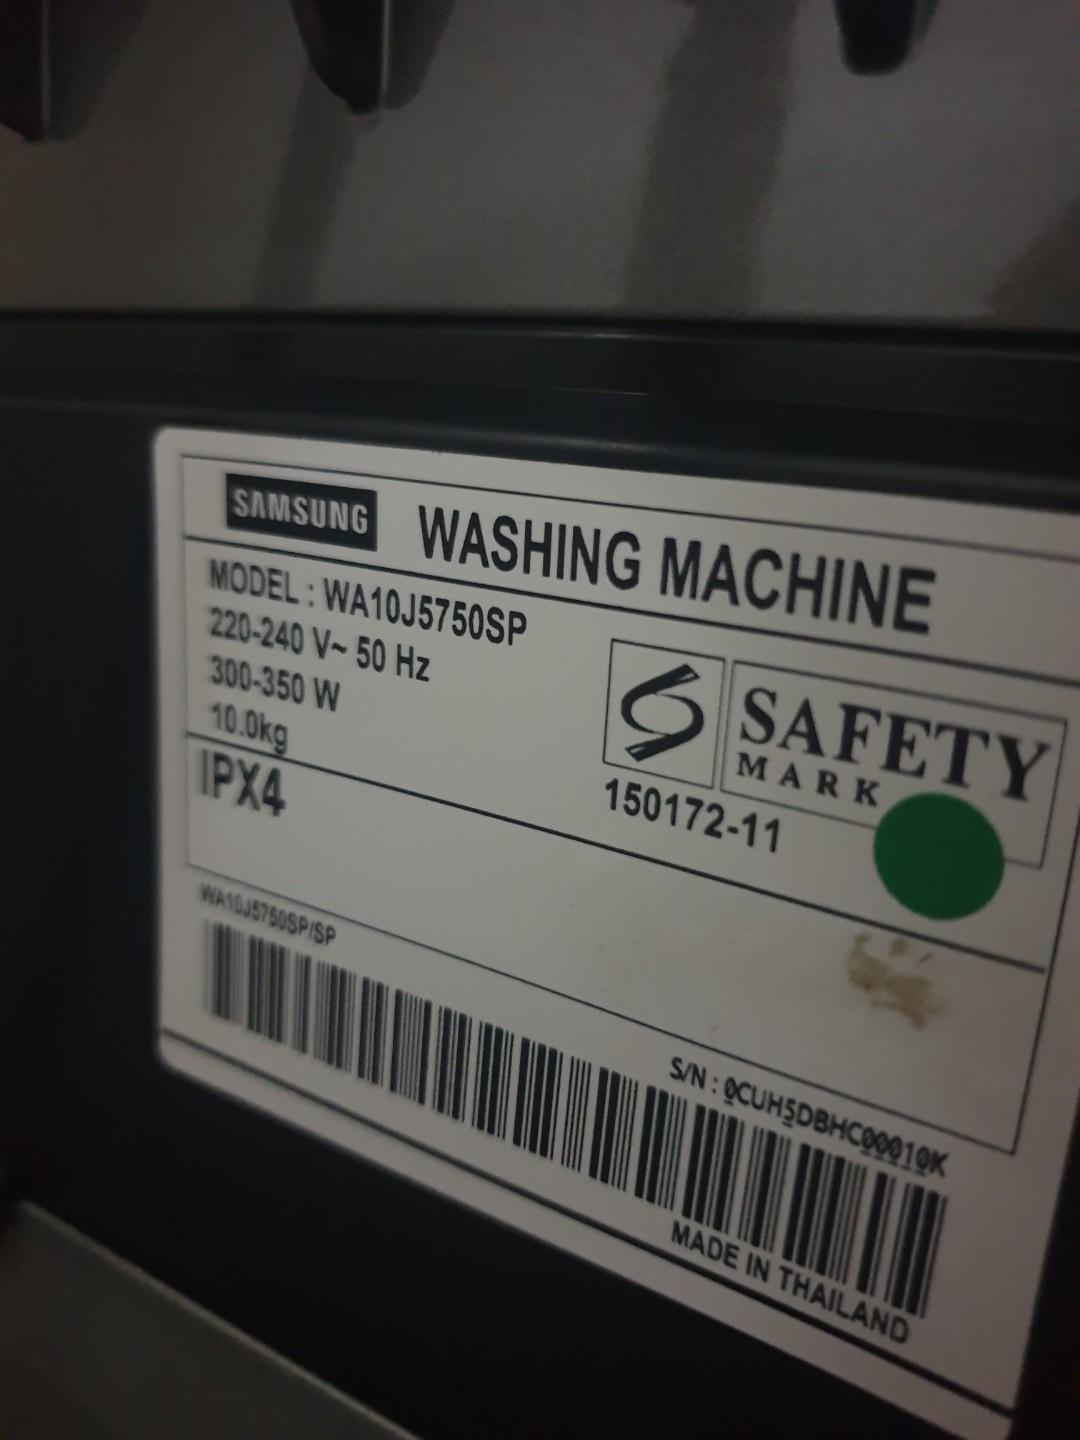 SAMSUNG WASHING MACHINE
MODEL : WA10J5750SP
220-240 V~ 50 Hz
300-350 W
10.0kg
SAFETY
MARK
150172-11
IPX4
WA10J5750SP/SP
S/N : 0CUH5DBHC00010K
MADE IN THAILAND